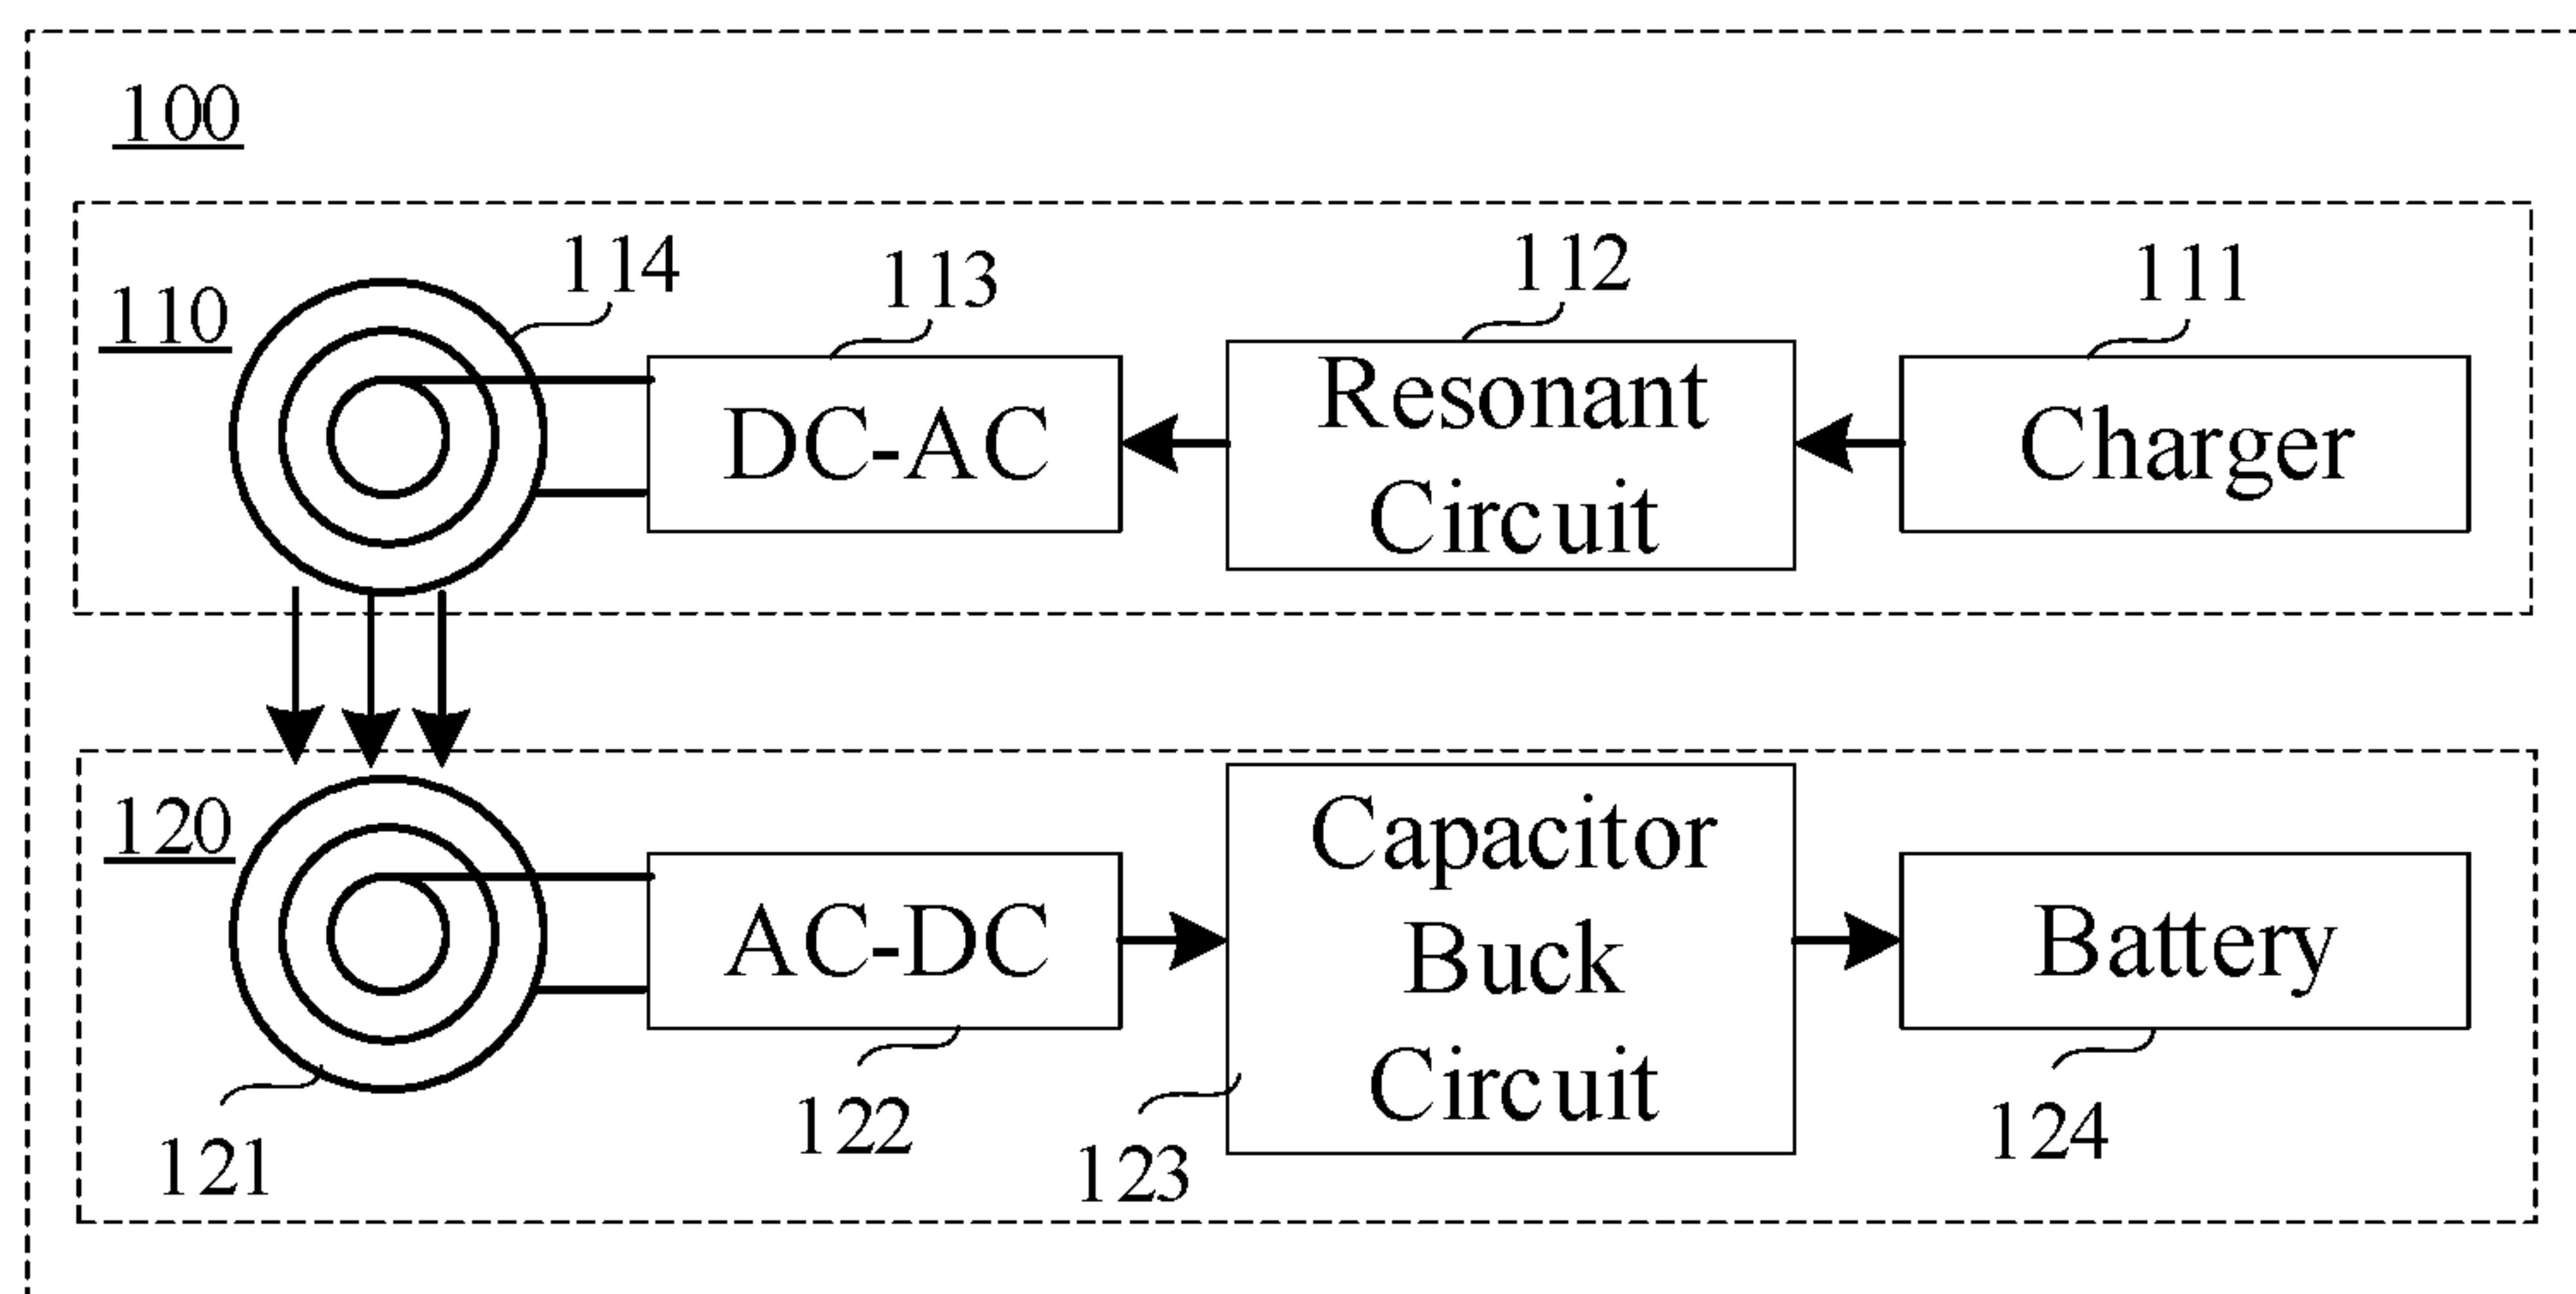 100
110
114
113
112
111
DC-AC
Resonant
Circuit
Charger
120
121
AC-DC
122
Capacitor
Buck
Circuit
123
Battery
124